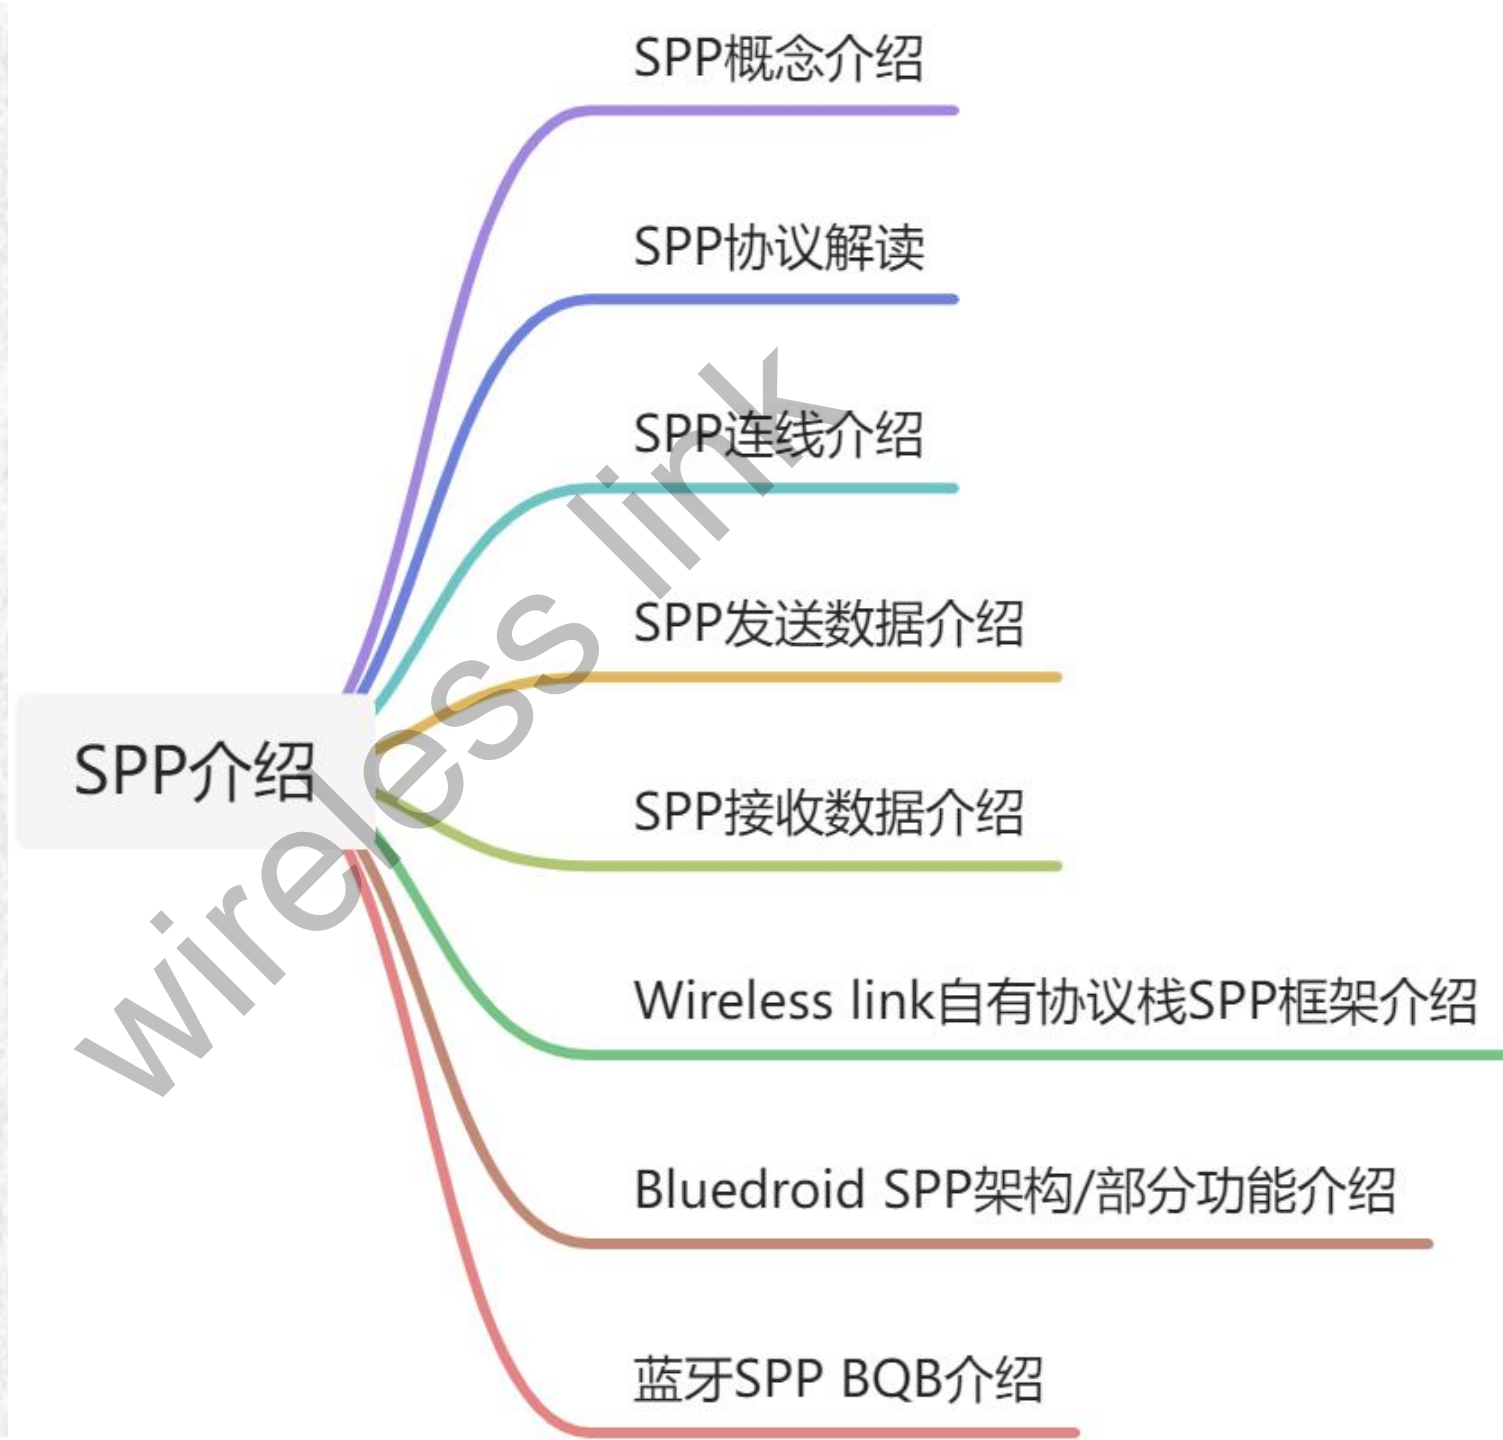 SPP概念介绍
SPP协议解读
SPP连线介绍
SPP发送数据介绍
SPP介绍
SPP接收数据介绍
Wireless link自有协议栈SPP框架介绍
Bluedroid SPP架构/部分功能介绍
蓝牙SPP BQB介绍
wireless link